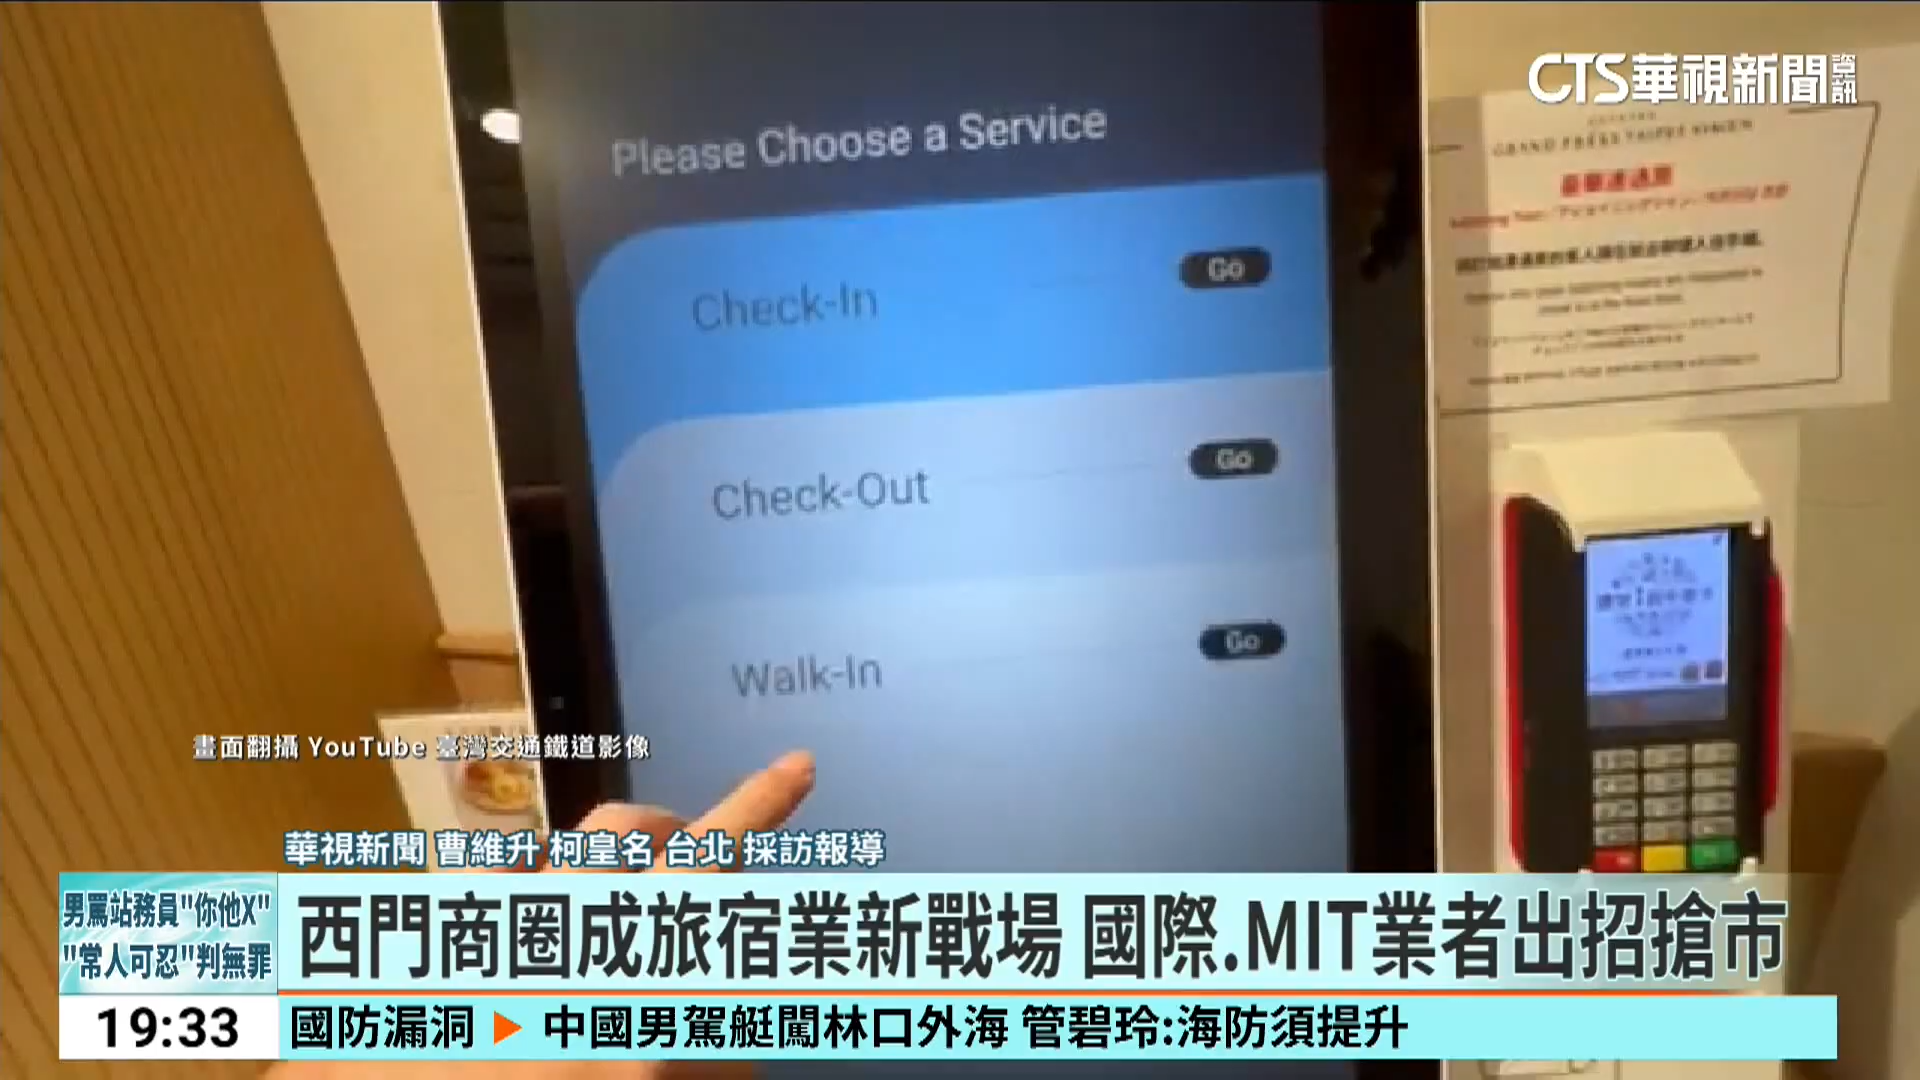 CTS華視新聞資訊
Please Choose a Service
Check-In
Go
Check-Out
Go
Walk-In
Go
畫面翻攝 YouTube 臺灣交通鐵道影像
華視新聞 曹維升 柯皇名 台北 採訪報導
男罵站務員"你他X"
"常人可忍"判無罪
西門商圈成旅宿業新戰場 國際.MIT業者出招搶市
19:33
國防漏洞 ▶ 中國男駕艇闖林口外海 管碧玲:海防須提升